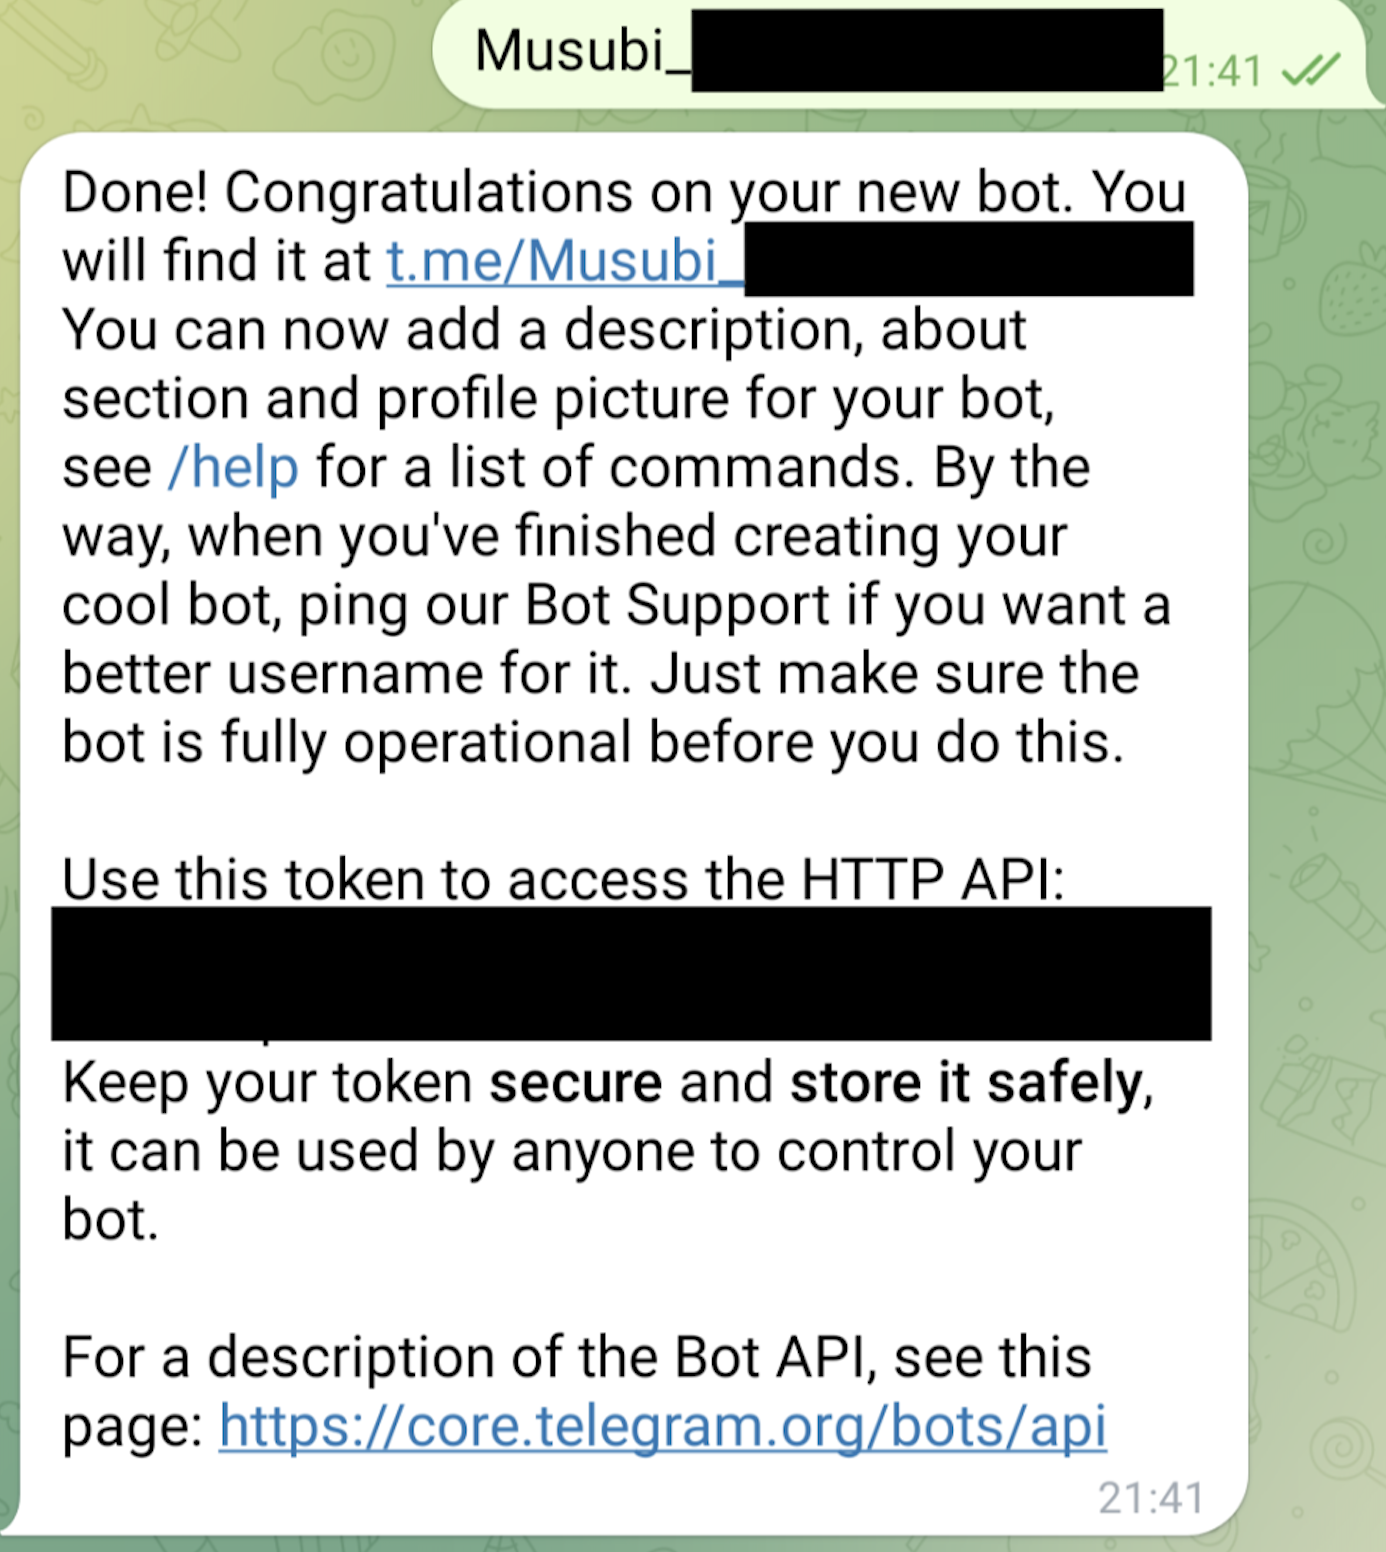 Musubi_
21:41
Done! Congratulations on your new bot. You
will find it at t.me/Musubi_
You can now add a description, about
section and profile picture for your bot,
see /help for a list of commands. By the
way, when you've finished creating your
cool bot, ping our Bot Support if you want a
better username for it. Just make sure the
bot is fully operational before you do this.
Use this token to access the HTTP API:
Keep your token secure and store it safely,
it can be used by anyone to control your
bot.
For a description of the Bot API, see this
page: https://core.telegram.org/bots/api
21:41